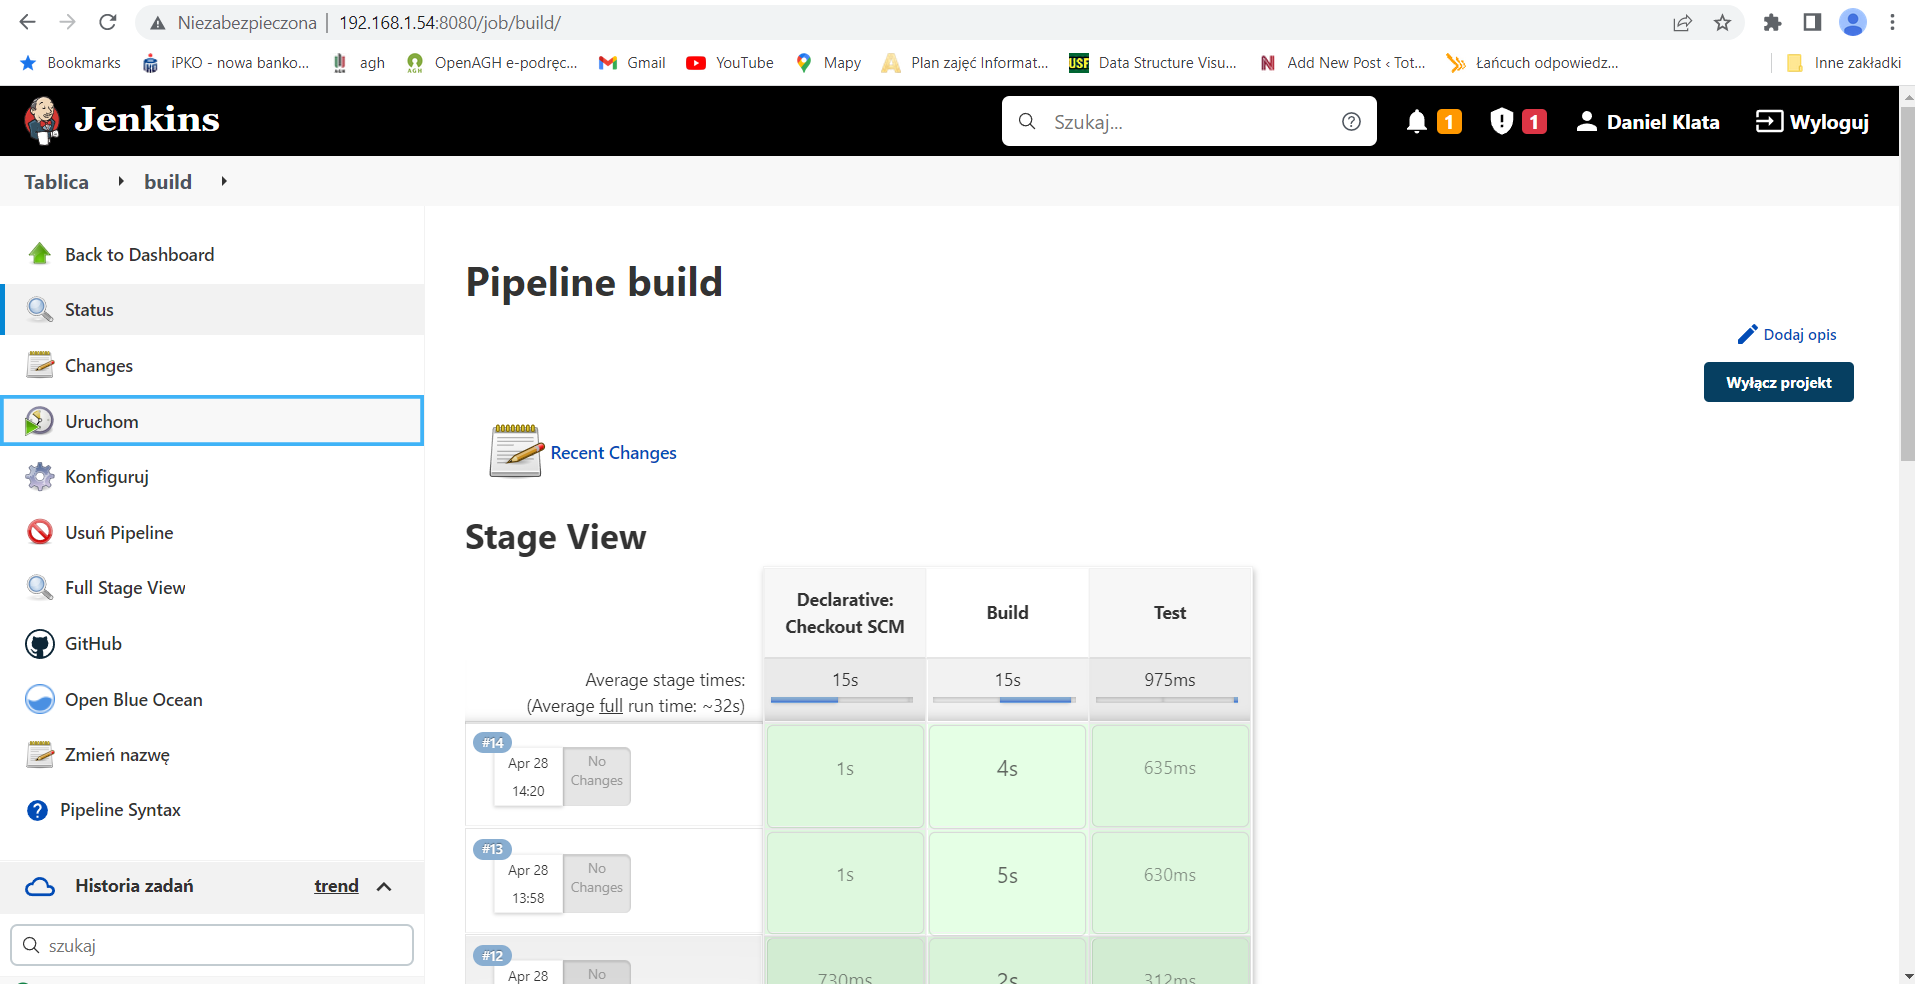 Niezabezpieczona | 192.168.1.54:8080/job/build/
Bookmarks iPKO - nowa banko... agh OpenAGH e-podręc... Gmail YouTube Mapy Plan zajęć Informat... USF Data Structure Visu... Add New Post ‹ Tot... Łańcuch odpowiedz... Inne zakładki
Jenkins Szukaj... 1 1 Daniel Klata Wyloguj
Tablica build
Back to Dashboard
Status
Changes
Uruchom
Konfiguruj
Usuń Pipeline
Full Stage View
GitHub
Open Blue Ocean
Zmień nazwę
Pipeline Syntax
Historia zadań trend
szukaj
Pipeline build
Dodaj opis
Wyłącz projekt
Recent Changes
Stage View
Declarative:
Checkout SCM
Build
Test
Average stage times: 15s 15s 975ms
(Average full run time: ~32s)
#14
Apr 28
14:20
No
Changes
1s 4s 635ms
#13
Apr 28
13:58
No
Changes
1s 5s 630ms
#12
Apr 28
No
730ms 2s 312ms